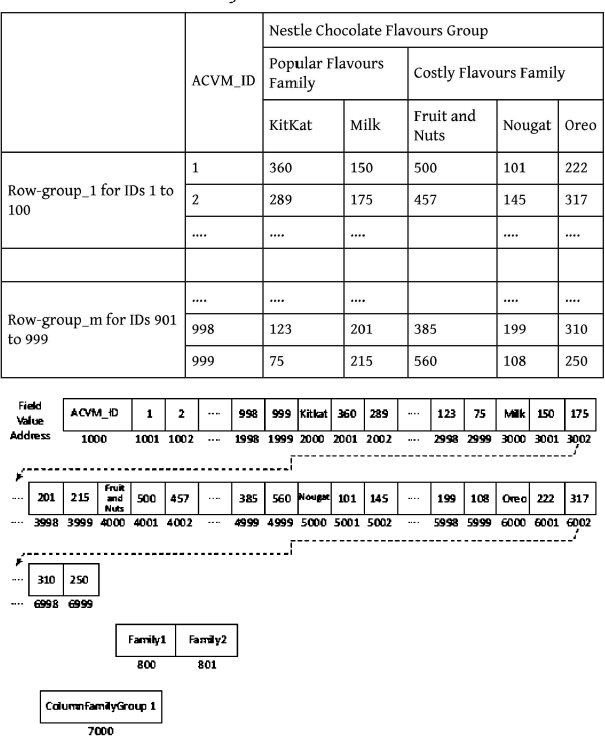 Nestle Chocolate Flavours Group
ACVM_ID
Popular Flavours Family
Costly Flavours Family
KitKat Milk Fruit and Nuts Nougat Oreo
Row-group_1 for IDs 1 to 100
1 360 150 500 101 222
2 289 175 457 145 317
.... .... .... .... ....
Row-group_m for IDs 901 to 999
.... .... .... .... ....
998 123 201 385 199 310
999 75 215 560 108 250
Field Value ACVM_ID 1 2 .... 998 999 Kitkat 360 289 .... 123 75 Milk 150 175
Address 1000 1001 1002 .... 1998 1999 2000 2001 2002 .... 2998 2999 3000 3001 3002
.... 201 215 Fruit and Nuts 500 457 .... 385 560 Nougat 101 145 .... 199 108 Oreo 222 317
.... 3998 3999 4000 4001 4002 .... 4999 4999 5000 5001 5002 .... 5998 5999 6000 6001 6002
.... 310 250
.... 6998 6999
Family1 Family2
800 801
ColumnFamilyGroup 1
7000